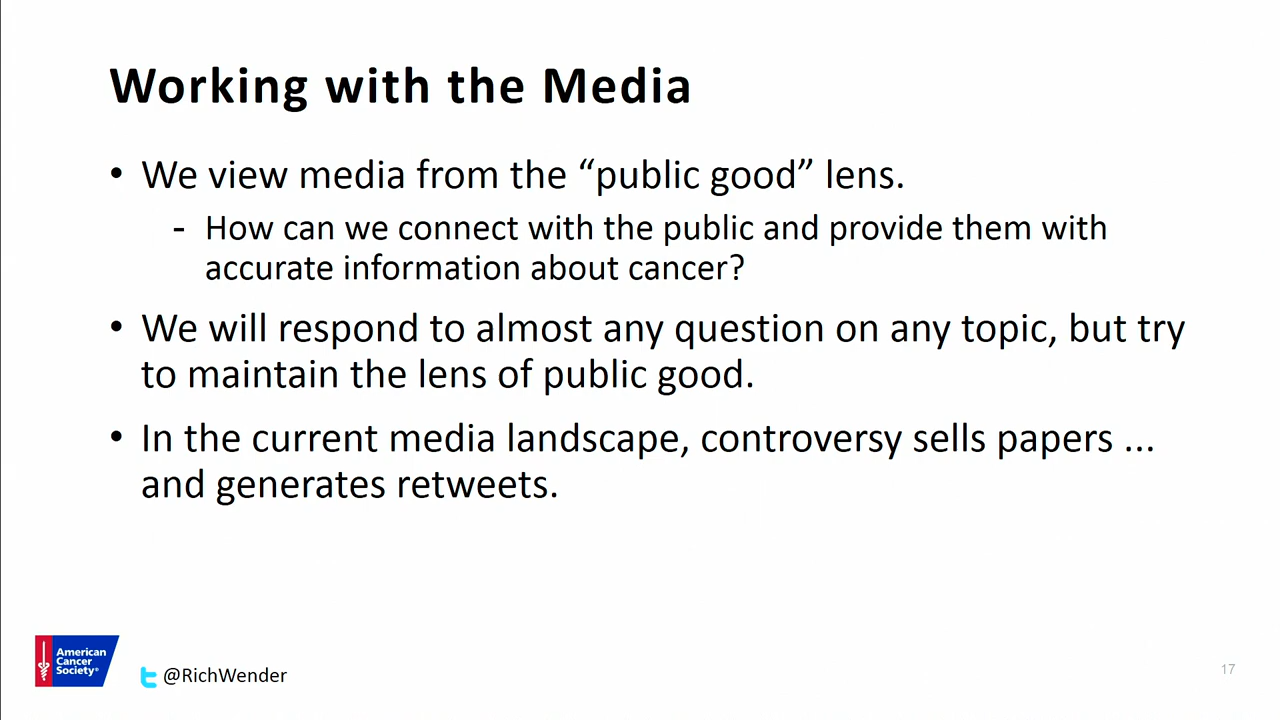 Working with the Media
• We view media from the “public good” lens.
- How can we connect with the public and provide them with
accurate information about cancer?
• We will respond to almost any question on any topic, but try
to maintain the lens of public good.
• In the current media landscape, controversy sells papers ...
and generates retweets.
American
Cancer
Society®
@RichWender
17